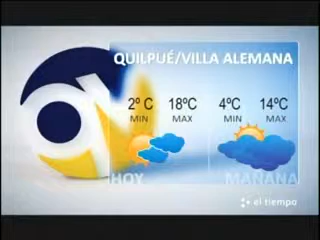 QUILPUÉ/VILLA ALEMANA
2º C 18ºC 4ºC 14ºC
MIN MAX MIN MAX
HOY MAÑANA
el tiempo